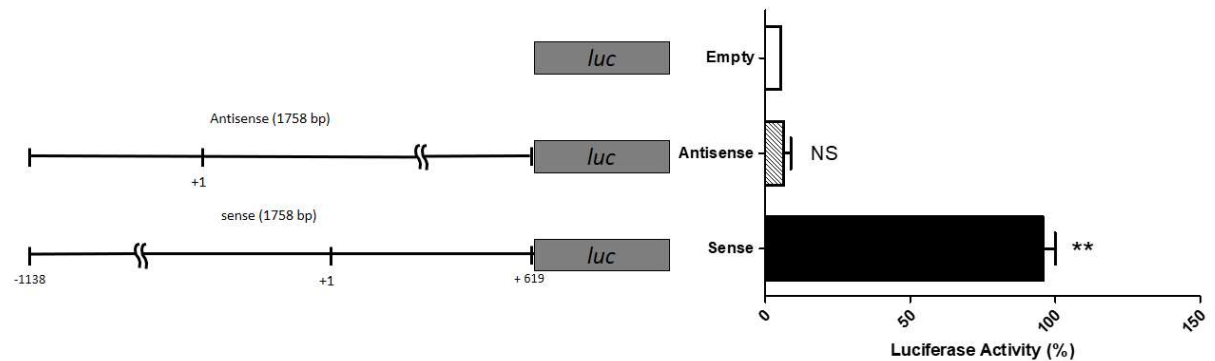 luc
Empty
Antisense (1758 bp)
luc
Antisense
NS
+1
sense (1758 bp)
luc
Sense
**
-1138
+1
+ 619
0
50
100
150
Luciferase Activity (%)